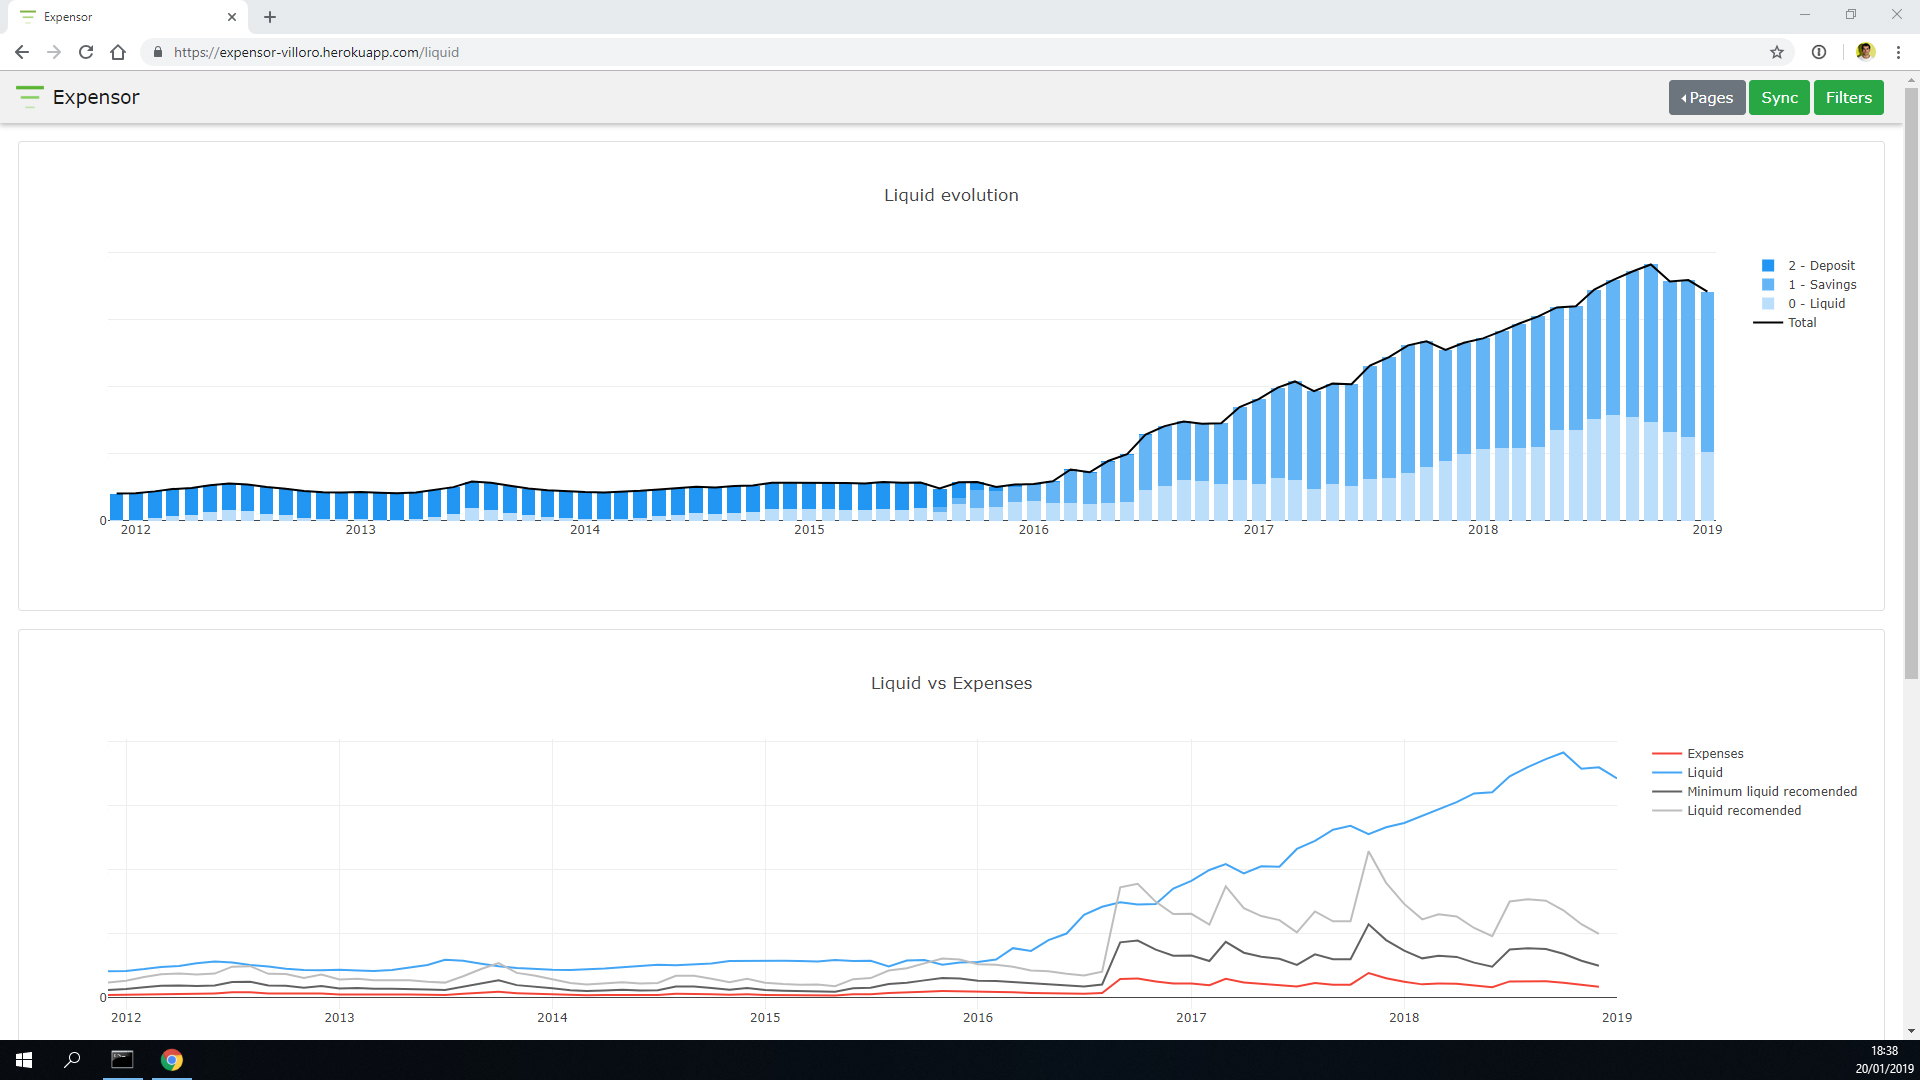 Expensor
https://expensor-villoro.herokuapp.com/liquid
Expensor
Pages
Sync
Filters
Liquid evolution
2 - Deposit
1 - Savings
0 - Liquid
Total
0
2012 2013 2014 2015 2016 2017 2018 2019
Liquid vs Expenses
Expenses
Liquid
Minimum liquid recomended
Liquid recomended
0
2012 2013 2014 2015 2016 2017 2018 2019
18:38
20/01/2019